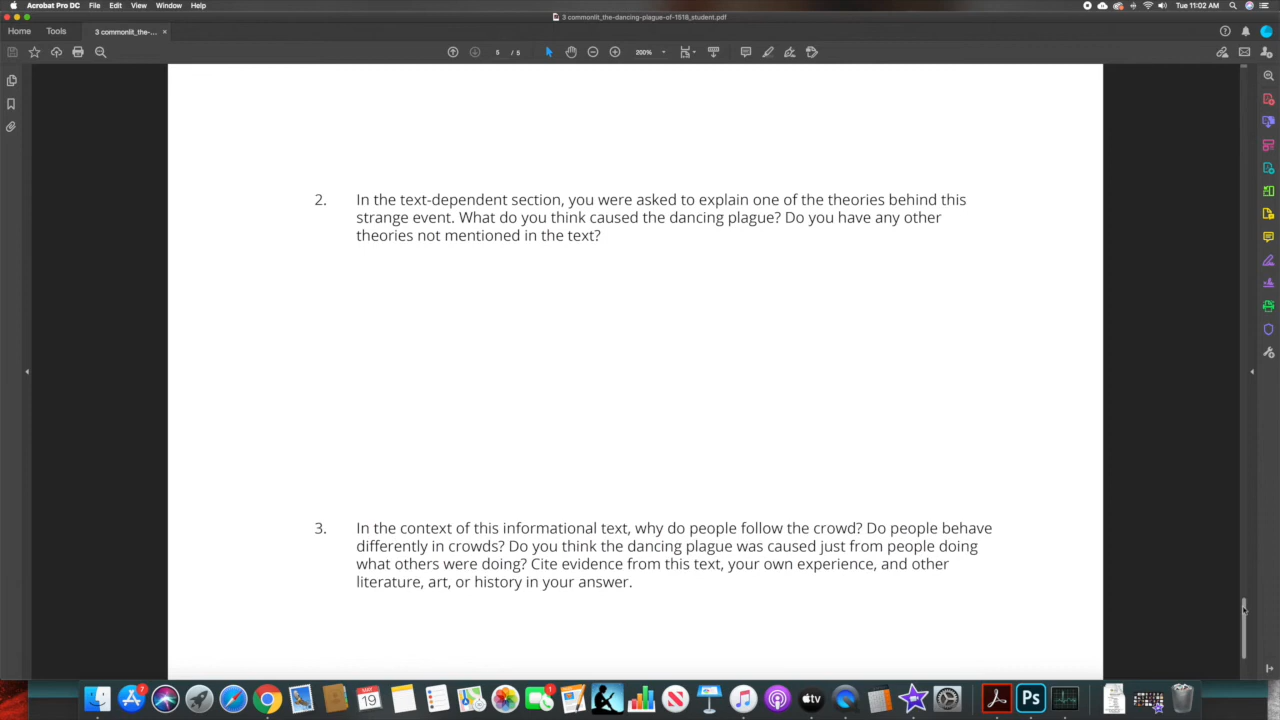 Acrobat Pro DC File Edit View Window Help Tue 11:02 AM
3 commonlit_the-dancing-plague-of-1518_student.pdf
Home Tools 3 commonlit_the-...
5 / 5 200%
2. In the text-dependent section, you were asked to explain one of the theories behind this
strange event. What do you think caused the dancing plague? Do you have any other
theories not mentioned in the text?
3. In the context of this informational text, why do people follow the crowd? Do people behave
differently in crowds? Do you think the dancing plague was caused just from people doing
what others were doing? Cite evidence from this text, your own experience, and other
literature, art, or history in your answer.
7 19 1 tv Ps